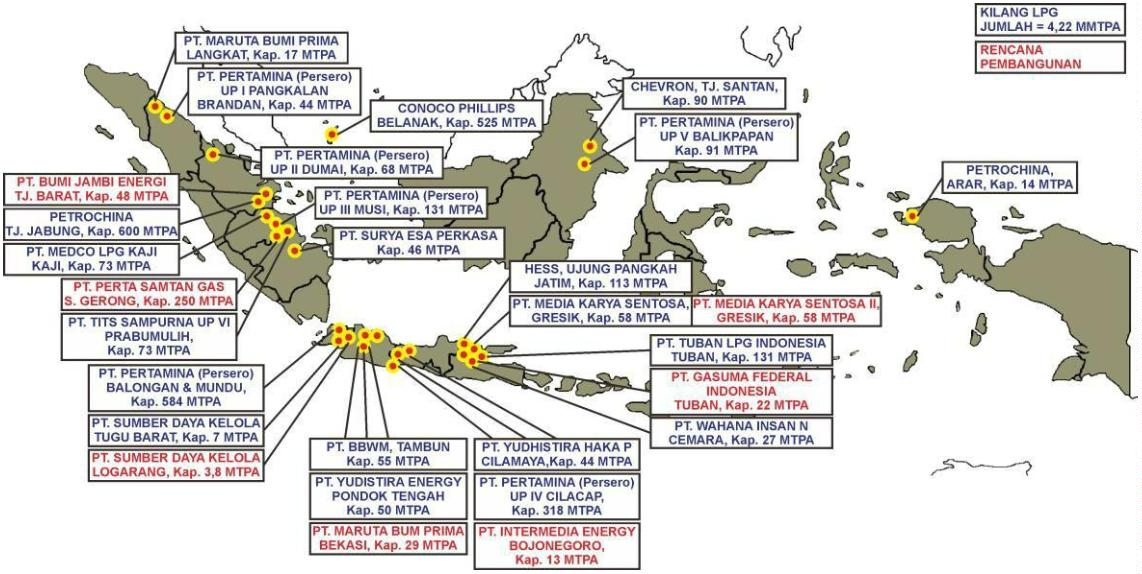 KILANG LPG
JUMLAH = 4,22 MMTPA
RENCANA
PEMBANGUNAN
PT. MARUTA BUMI PRIMA
LANGKAT, Kap. 17 MTPA
PT. PERTAMINA (Persero)
UP I PANGKALAN
BRANDAN, Kap. 44 MTPA
CONOCO PHILLIPS
BELANAK, Kap. 525 MTPA
CHEVRON, TJ. SANTAN,
Kap. 90 MTPA
PT. PERTAMINA (Persero)
UP V BALIKPAPAN
Kap. 91 MTPA
PETROCHINA,
ARAR, Kap. 14 MTPA
PT. PERTAMINA (Persero)
UP II DUMAI, Kap. 68 MTPA
PT. BUMI JAMBI ENERGI
TJ. BARAT, Kap. 48 MTPA
PT. PERTAMINA (Persero)
UP III MUSI, Kap. 131 MTPA
PETROCHINA
TJ. JABUNG, Kap. 600 MTPA
PT. SURYA ESA PERKASA
Kap. 46 MTPA
PT. MEDCO LPG KAJI
KAJI, Kap. 73 MTPA
PT. PERTA SAMTAN GAS
S. GERONG, Kap. 250 MTPA
PT. TITS SAMPURNA UP VI
PRABUMULIH,
Kap. 73 MTPA
HESS, UJUNG PANGKAH
JATIM, Kap. 113 MTPA
PT. MEDIA KARYA SENTOSA,
GRESIK, Kap. 58 MTPA
PT. MEDIA KARYA SENTOSA II,
GRESIK, Kap. 58 MTPA
PT. TUBAN LPG INDONESIA
TUBAN, Kap. 131 MTPA
PT. GASUMA FEDERAL
INDONESIA
TUBAN, Kap. 22 MTPA
PT. WAHANA INSAN N
CEMARA, Kap. 27 MTPA
PT. PERTAMINA (Persero)
BALONGAN & MUNDU,
Kap. 584 MTPA
PT. SUMBER DAYA KELOLA
TUGU BARAT, Kap. 7 MTPA
PT. SUMBER DAYA KELOLA
LOGARANG, Kap. 3,8 MTPA
PT. BBWM, TAMBUN
Kap. 55 MTPA
PT. YUDISTIRA ENERGY
PONDOK TENGAH
Kap. 50 MTPA
PT. MARUTA BUM PRIMA
BEKASI, Kap. 29 MTPA
PT. YUDHISTIRA HAKA P
CILAMAYA,Kap. 44 MTPA
PT. PERTAMINA (Persero)
UP IV CILACAP,
Kap. 318 MTPA
PT. INTERMEDIA ENERGY
BOJONEGORO,
Kap. 13 MTPA